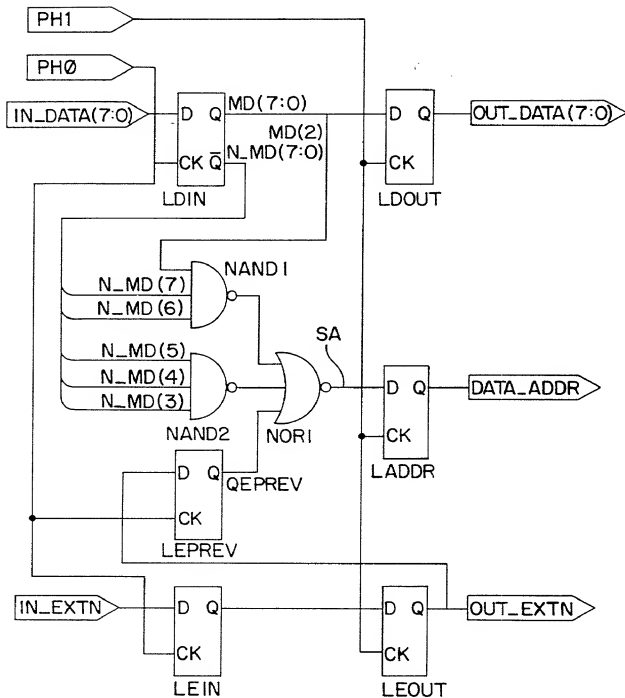 PH1
PHØ
IN_DATA(7:0)
D Q
MD(7:0)
MD(2)
N_MD(7:0)
CK Q̅
LDIN
D Q
CK
LDOUT
OUT_DATA(7:0)
NAND1
N_MD(7)
N_MD(6)
N_MD(5)
N_MD(4)
N_MD(3)
NAND2
NOR1
SA
D Q
CK
LADDR
DATA_ADDR
D Q
QEPREV
CK
LEPREV
IN_EXTN
D Q
CK
LEIN
D Q
CK
LEOUT
OUT_EXTN